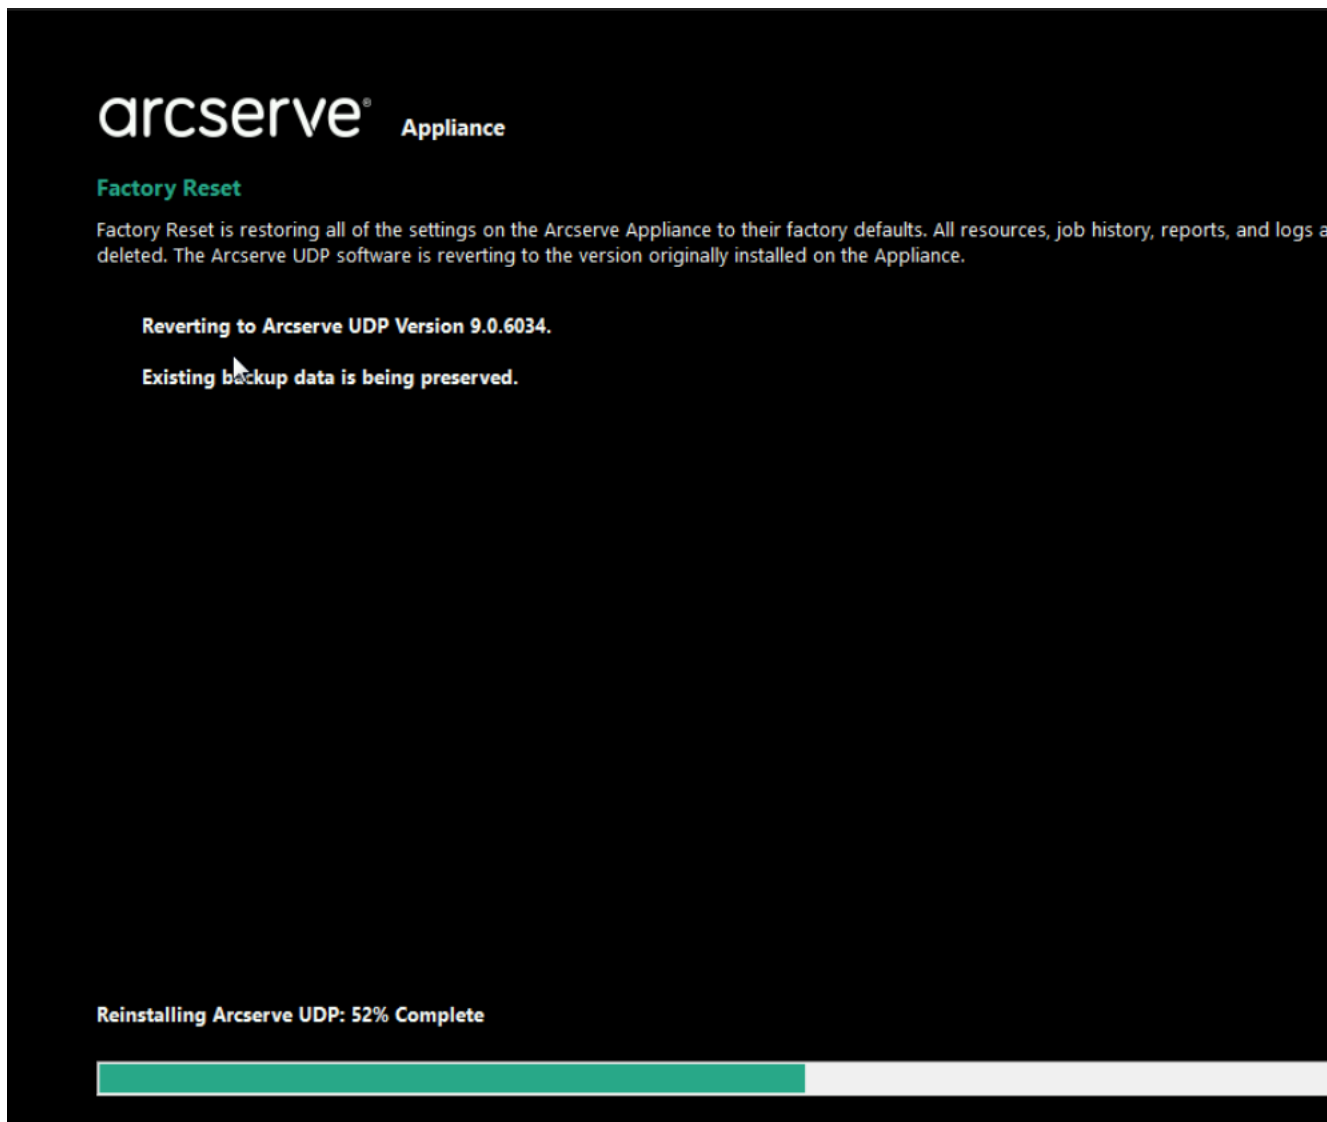 arcserve® Appliance
Factory Reset
Factory Reset is restoring all of the settings on the Arcserve Appliance to their factory defaults. All resources, job history, reports, and logs a
deleted. The Arcserve UDP software is reverting to the version originally installed on the Appliance.
Reverting to Arcserve UDP Version 9.0.6034.
Existing backup data is being preserved.
Reinstalling Arcserve UDP: 52% Complete